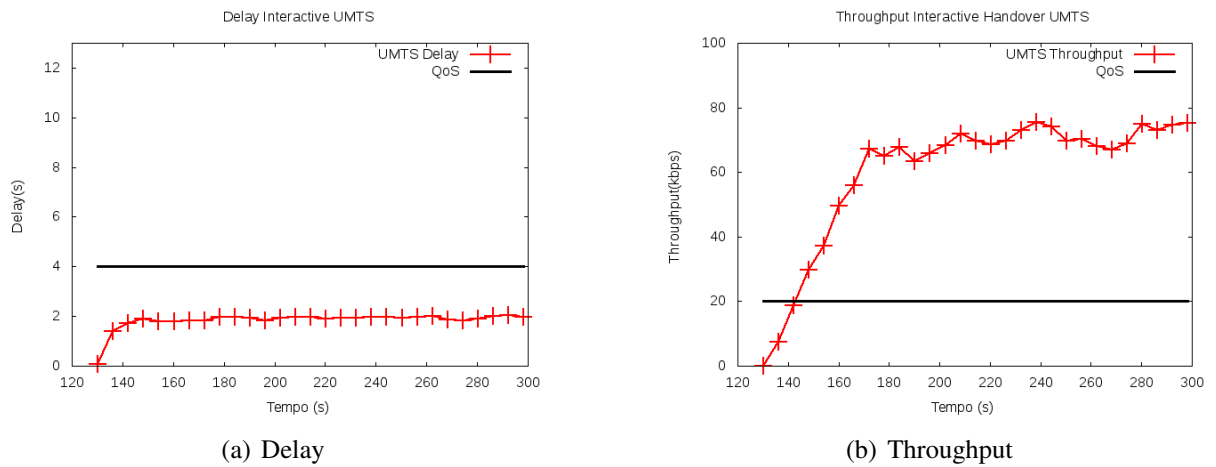 Delay Interactive UMTS
UMTS Delay
QoS
12
10
8
6
4
2
0
Delay(s)
120 140 160 180 200 220 240 260 280 300
Tempo (s)
(a) Delay
Throughput Interactive Handover UMTS
UMTS Throughput
QoS
100
80
60
40
20
0
Throughput(kbps)
120 140 160 180 200 220 240 260 280 300
Tempo (s)
(b) Throughput